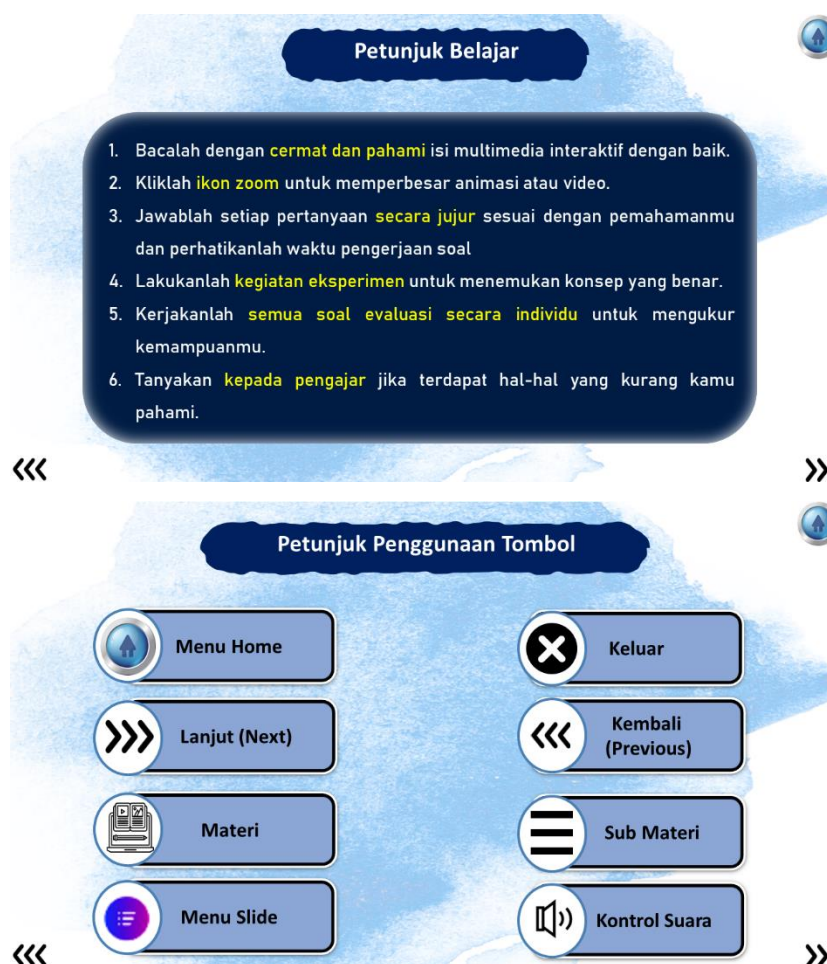 Petunjuk Belajar
1. Bacalah dengan cermat dan pahami isi multimedia interaktif dengan baik.
2. Kliklah ikon zoom untuk memperbesar animasi atau video.
3. Jawablah setiap pertanyaan secara jujur sesuai dengan pemahamanmu
dan perhatikanlah waktu pengerjaan soal
4. Lakukanlah kegiatan eksperimen untuk menemukan konsep yang benar.
5. Kerjakanlah semua soal evaluasi secara individu untuk mengukur
kemampuanmu.
6. Tanyakan kepada pengajar jika terdapat hal-hal yang kurang kamu
pahami.
Petunjuk Penggunaan Tombol
Menu Home
Keluar
Lanjut (Next)
Kembali
(Previous)
Materi
Sub Materi
Menu Slide
Kontrol Suara